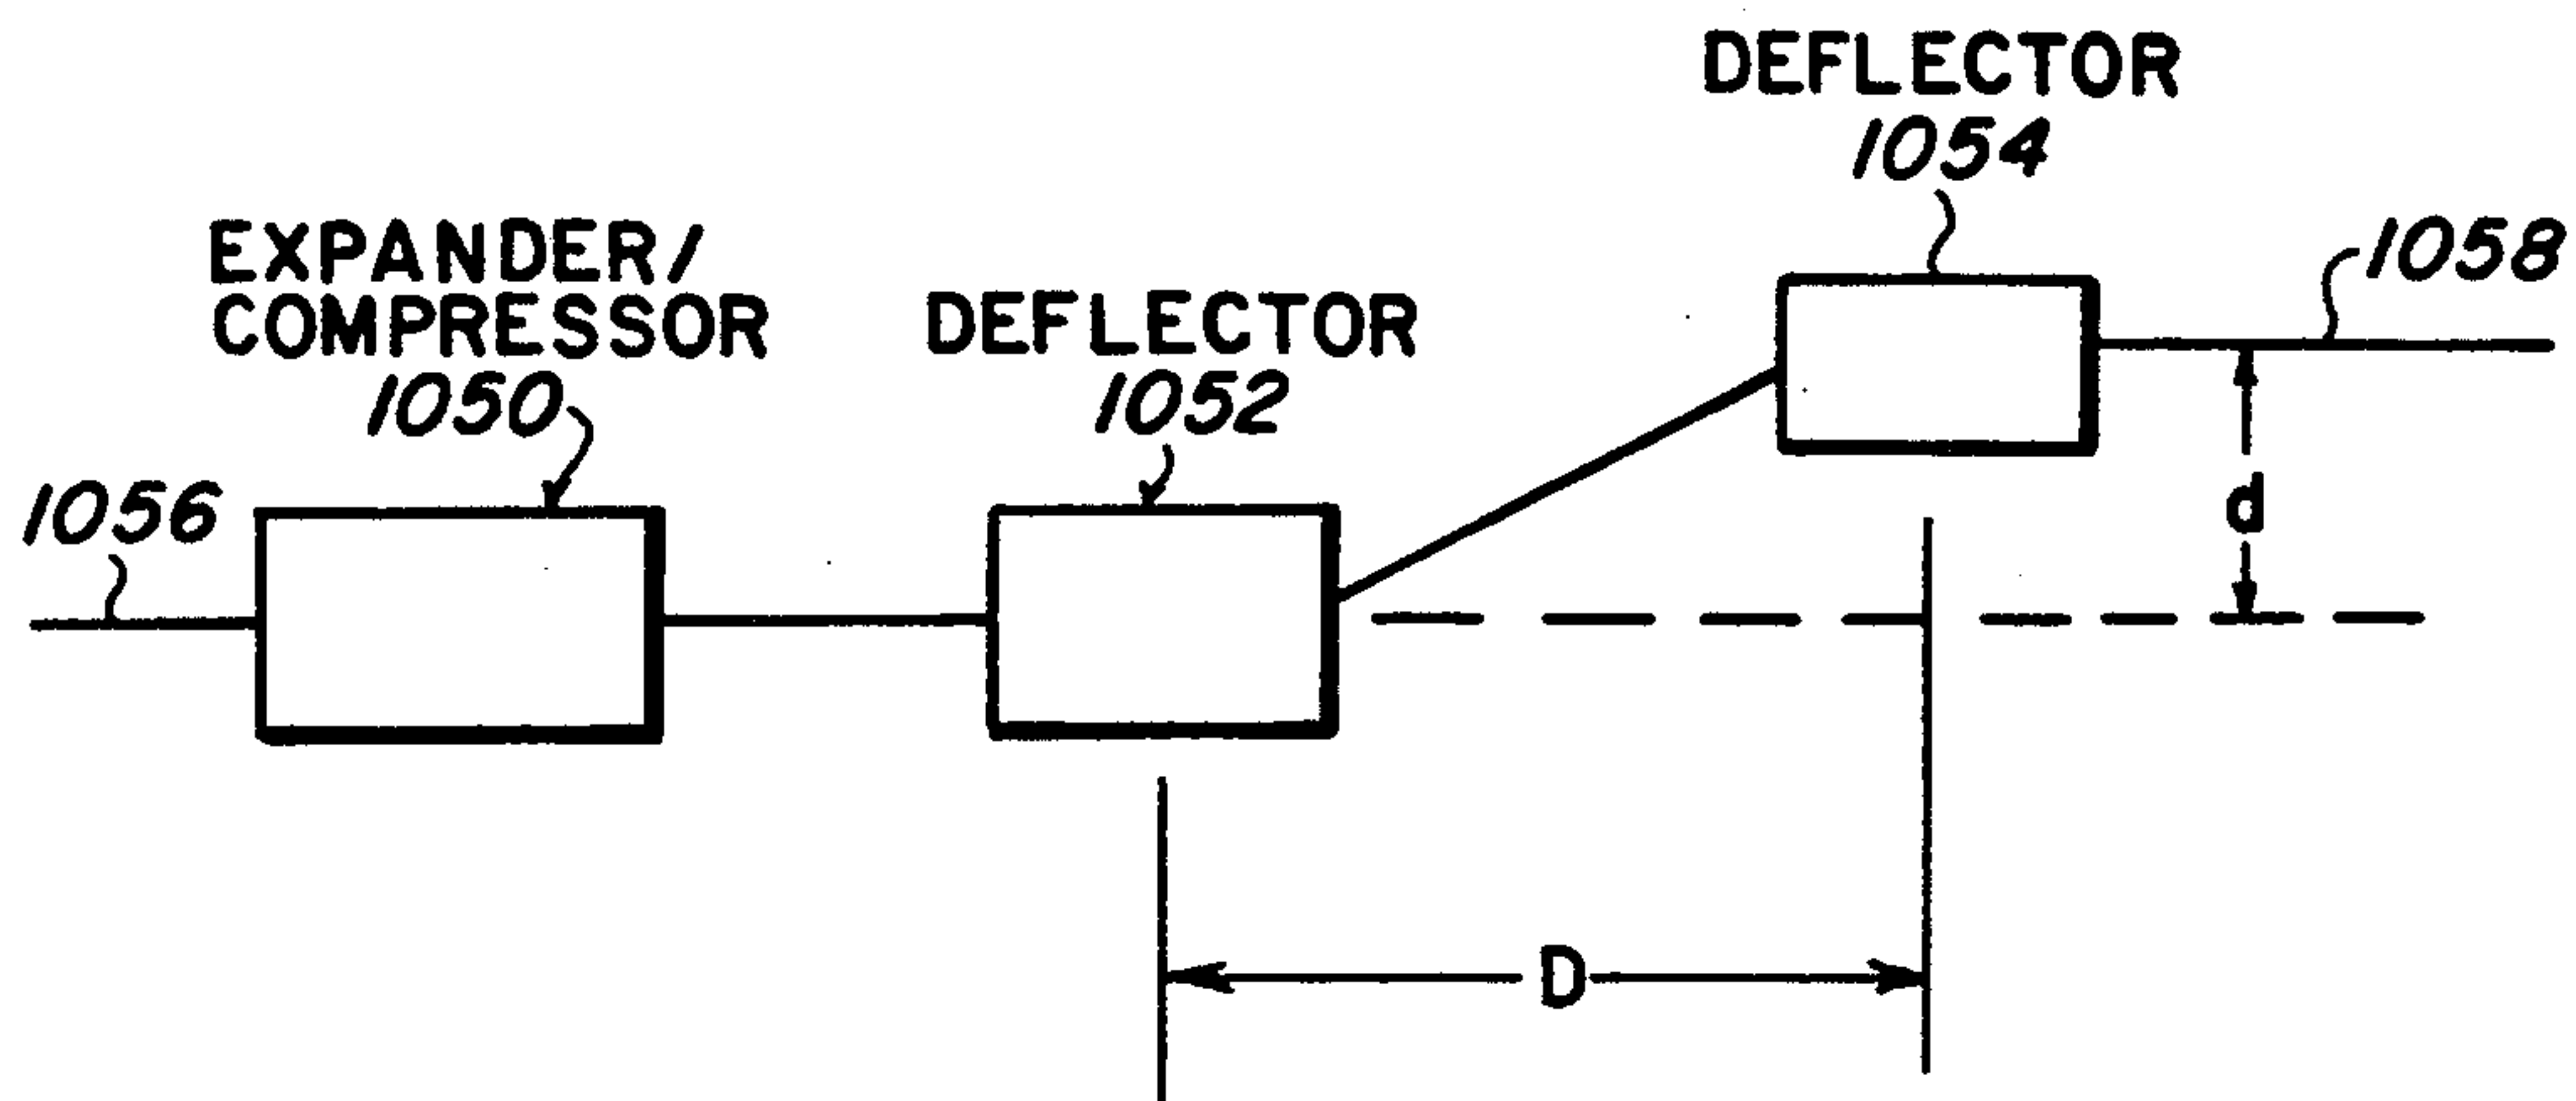 DEFLECTOR
1054
EXPANDER/
COMPRESSOR
1050
DEFLECTOR
1052
1058
1056
d
D